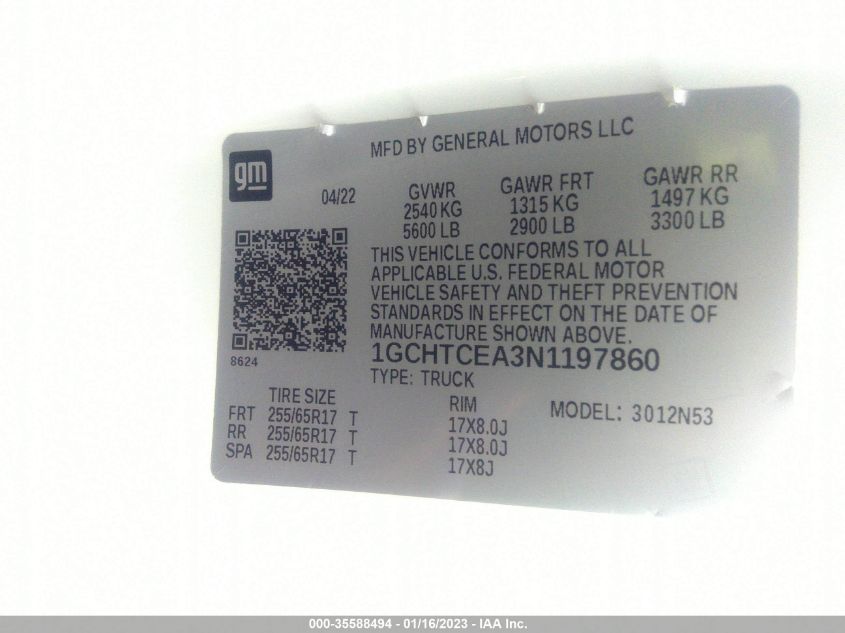 MFD BY GENERAL MOTORS LLC
gm
04/22
GVWR GAWR FRT GAWR RR
2540 KG 1315 KG 1497 KG
5600 LB 2900 LB 3300 LB
THIS VEHICLE CONFORMS TO ALL
APPLICABLE U.S. FEDERAL MOTOR
VEHICLE SAFETY AND THEFT PREVENTION
STANDARDS IN EFFECT ON THE DATE OF
MANUFACTURE SHOWN ABOVE.
8624
1GCHTCEA3N1197860
TYPE: TRUCK
TIRE SIZE RIM MODEL: 3012N53
FRT 255/65R17 T 17X8.0J
RR 255/65R17 T 17X8.0J
SPA 255/65R17 T 17X8J
000-35588494 - 01/16/2023 - IAA Inc.